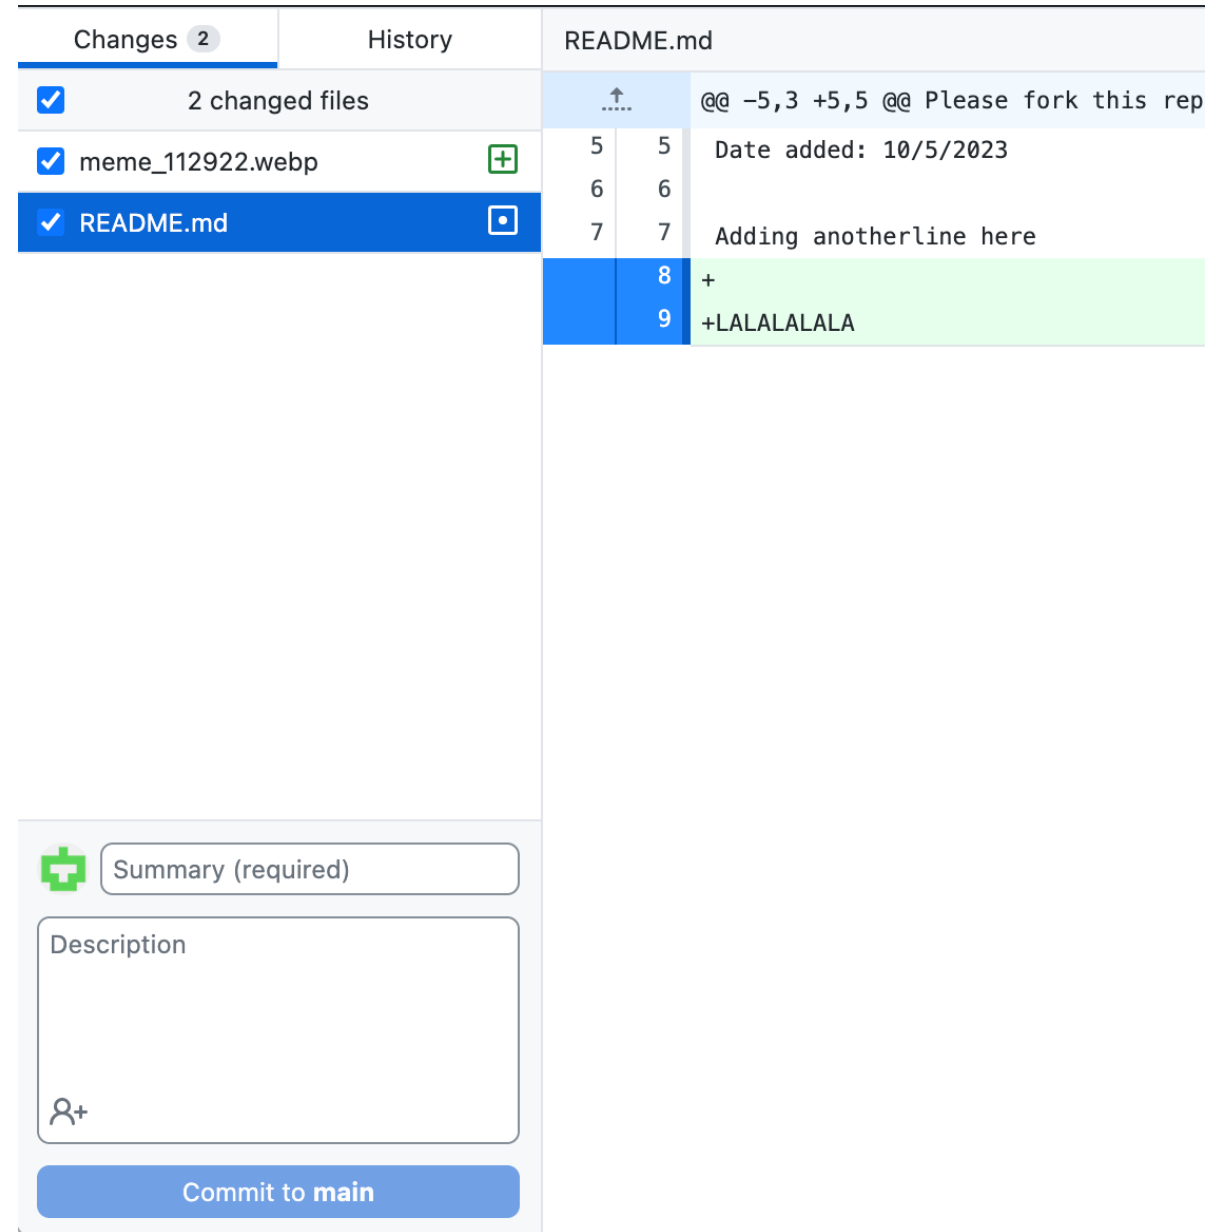 Changes 2
History
2 changed files
meme_112922.webp
README.md
Summary (required)
Description
Commit to main
README.md
@@ -5,3 +5,5 @@ Please fork this rep
5 5 Date added: 10/5/2023
6 6
7 7 Adding anotherline here
8 +
9 +LALALALALA